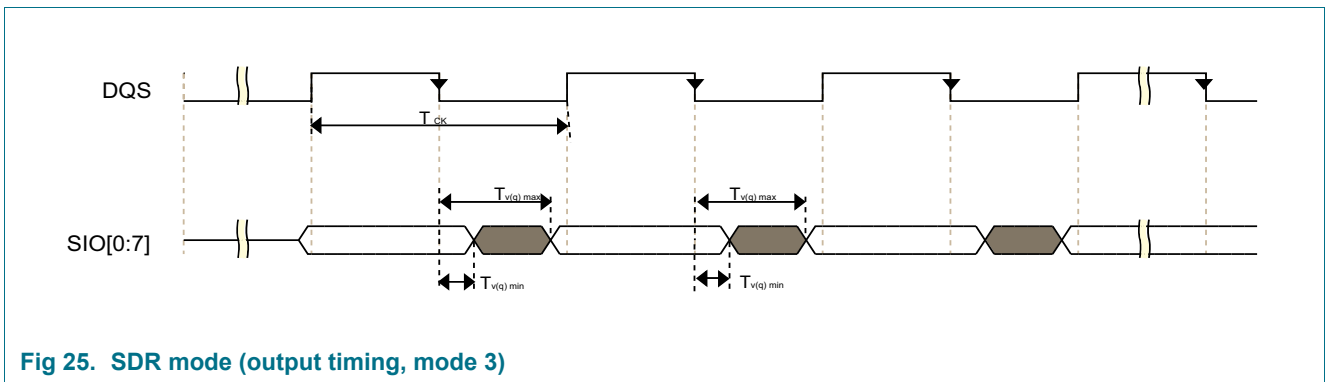 DQS
T CK
T v(q) max
T v(q) max
SIO[0:7]
T v(q) min
T v(q) min
Fig 25. SDR mode (output timing, mode 3)